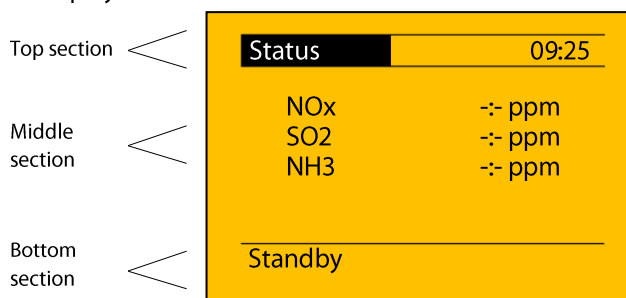 Top section
Status 09:25
NOx -:- ppm
Middle section
SO2 -:- ppm
NH3 -:- ppm
Bottom section
Standby